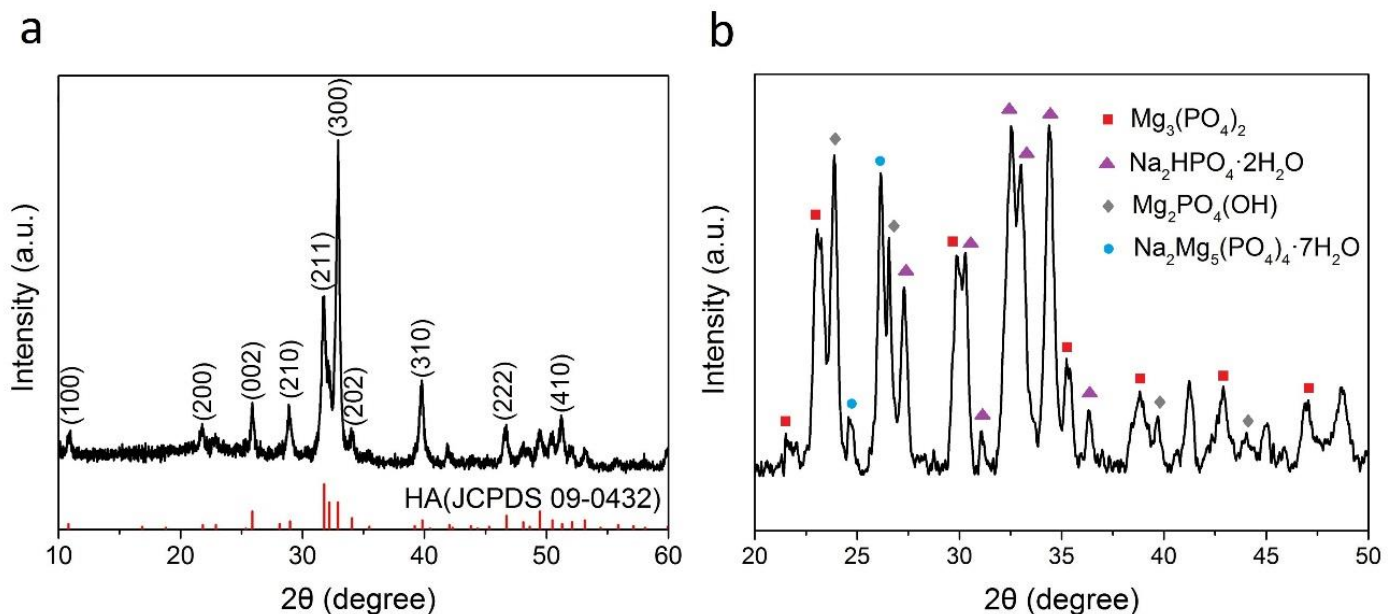 a
(100)
(200)
(002)
(210)
(211)
(300)
(202)
(310)
(222)
(410)
HA(JCPDS 09-0432)
Intensity (a.u.)
10 20 30 40 50 60
2θ (degree)
b
Mg₃(PO₄)₂
Na₂HPO₄·2H₂O
Mg₂PO₄(OH)
Na₂Mg₅(PO₄)₄·7H₂O
Intensity (a.u.)
20 25 30 35 40 45 50
2θ (degree)